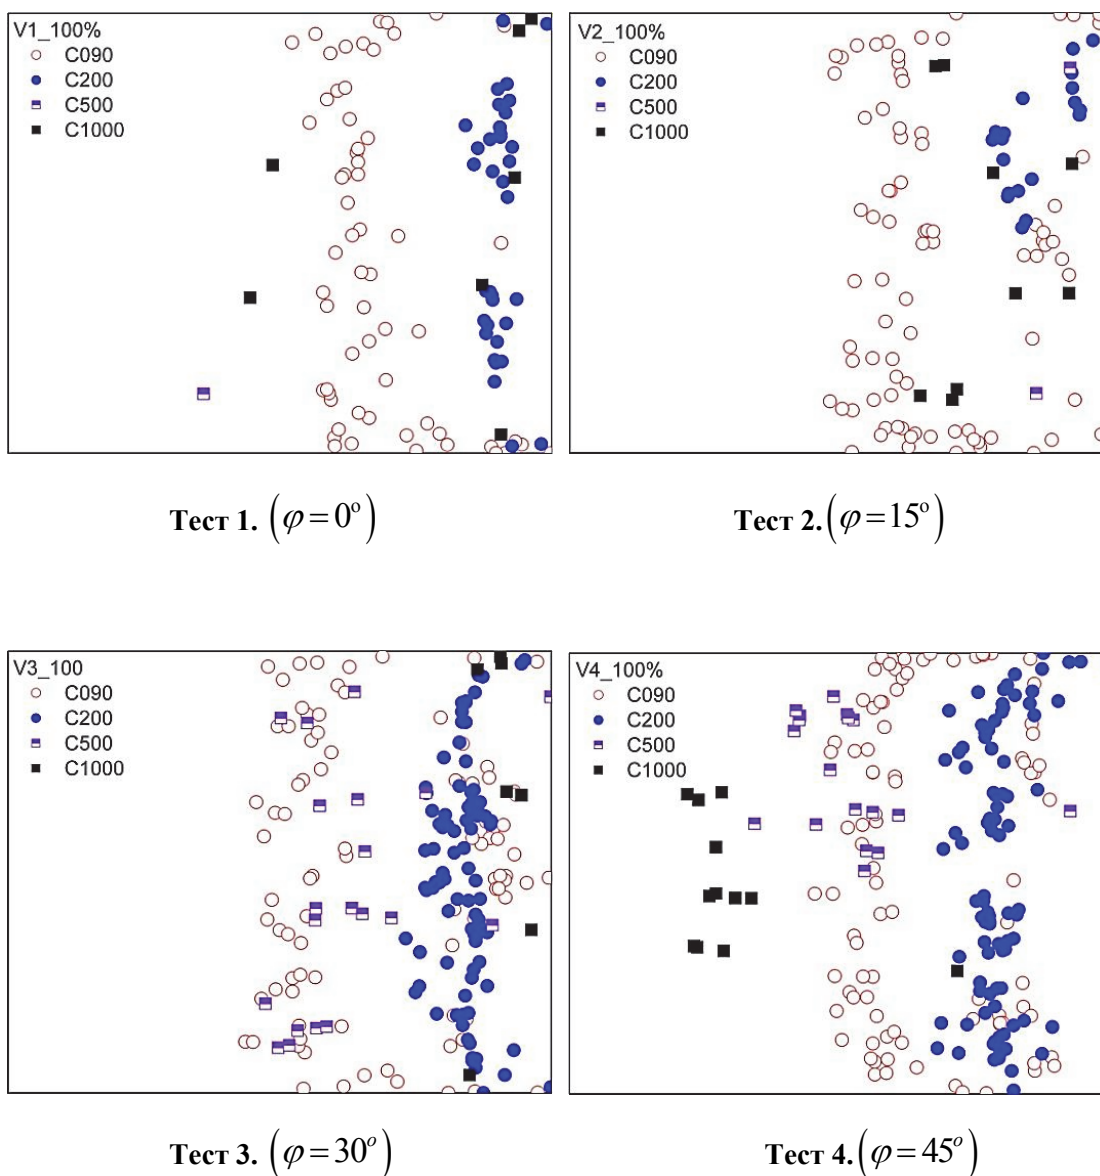 V1_100%
C090
C200
C500
C1000
Тест 1. (φ = 0°)
V2_100%
C090
C200
C500
C1000
Тест 2. (φ = 15°)
V3_100
C090
C200
C500
C1000
Тест 3. (φ = 30°)
V4_100%
C090
C200
C500
C1000
Тест 4. (φ = 45°)